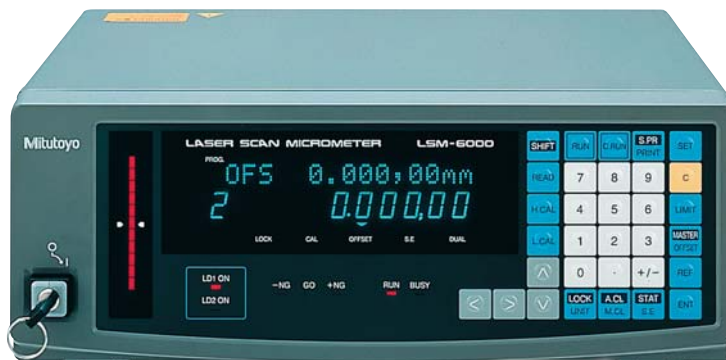 Mitutoyo
LASER SCAN MICROMETER LSM-6000
PROG.
OFS 0.000,00mm
2 0.000,00
LOCK CAL OFFSET S.E DUAL
LD1 ON
LD2 ON
-NG GO +NG RUN BUSY
SHIFT RUN C.RUN S.PR PRINT SET
READ 7 8 9 C
H.CAL 4 5 6 LIMIT
L.CAL 1 2 3 MASTER OFFSET
0 . +/- REF
LOCK UNIT A.CL M.CL STAT S.E ENT